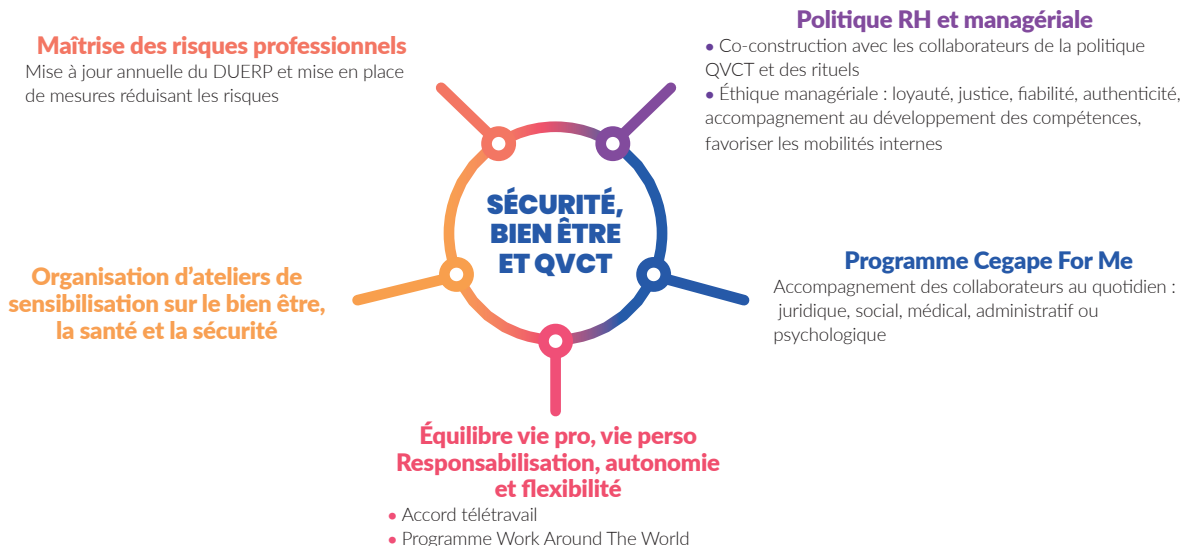 Maîtrise des risques professionnels
Mise à jour annuelle du DUERP et mise en place
de mesures réduisant les risques
Politique RH et managériale
• Co-construction avec les collaborateurs de la politique
QVCT et des rituels
• Éthique managériale : loyauté, justice, fiabilité, authenticité,
accompagnement au développement des compétences,
favoriser les mobilités internes
SÉCURITÉ,
BIEN ÊTRE
ET QVCT
Organisation d'ateliers de
sensibilisation sur le bien être,
la santé et la sécurité
Programme Cegape For Me
Accompagnement des collaborateurs au quotidien :
juridique, social, médical, administratif ou
psychologique
Équilibre vie pro, vie perso
Responsabilisation, autonomie
et flexibilité
• Accord télétravail
• Programme Work Around The World